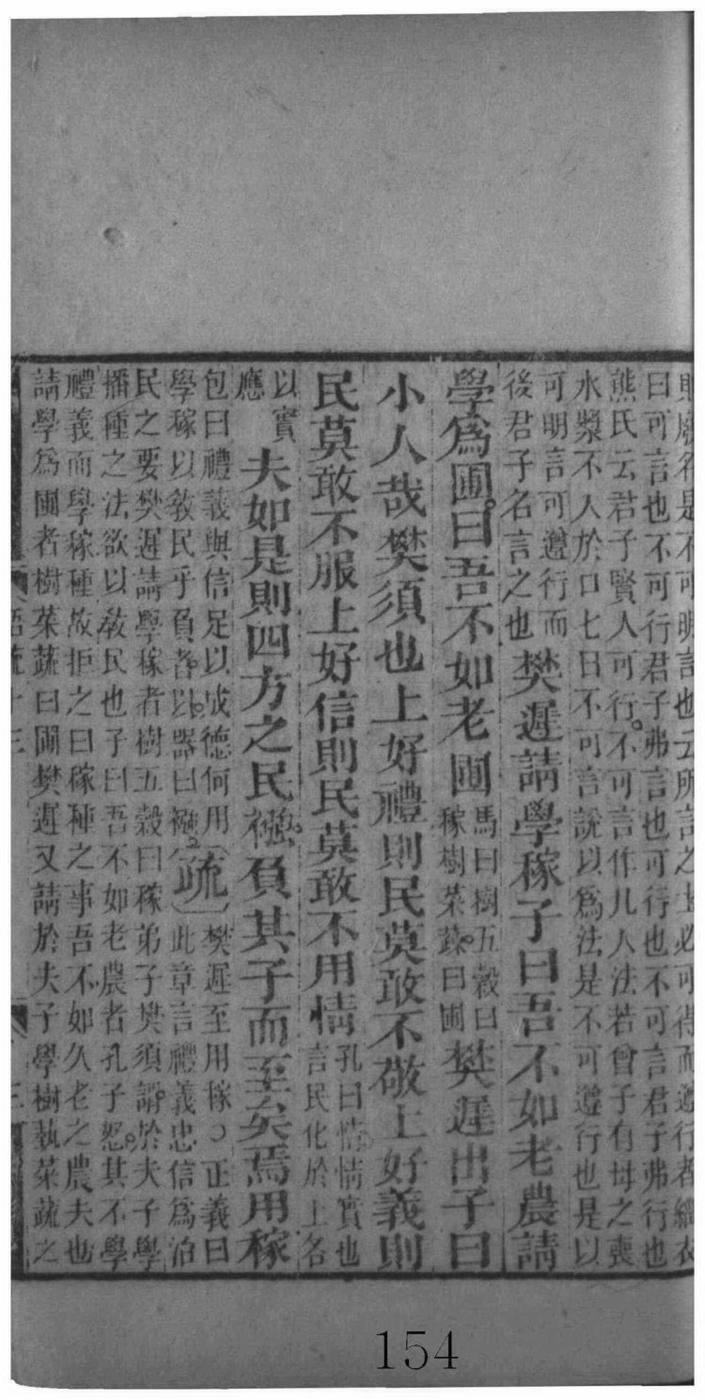 則廢名是不可明言也云所言之事必可得而遵行者緇衣
曰可言也不可行君子弗言也可行也不可言君子弗行也
熊氏云君子賢人可行不可言作凡人法若曾子有母之喪
水漿不入於口七日不可言說以爲法是不可遵行也是以
可明言可遵行而
後君子名言之也
樊遲請學稼子曰吾不如老農請
學爲圃曰吾不如老圃
馬曰樹五穀曰
稼樹菜蔬曰圃
樊遲出子曰
小人哉樊須也上好禮則民莫敢不敬上好義則
民莫敢不服上好信則民莫敢不用情
孔曰情情實也
言民化於上各
以實
應
夫如是則四方之民襁負其子而至矣焉用稼
包曰禮義與信足以成德何用
學稼以敎民乎負者以器曰襁
疏
樊遲至用稼○正義曰
此章言禮義忠信爲治
民之要樊遲請學稼者樹五穀曰稼弟子樊須請於夫子學
播種之法欲以敎民也子曰吾不如老農者孔子怒其不學
禮義而學稼種故拒之曰稼種之事吾不如久老之農夫也
請學爲圃者樹菜蔬曰圃樊遲又請於夫子學樹蓺菜蔬之
154